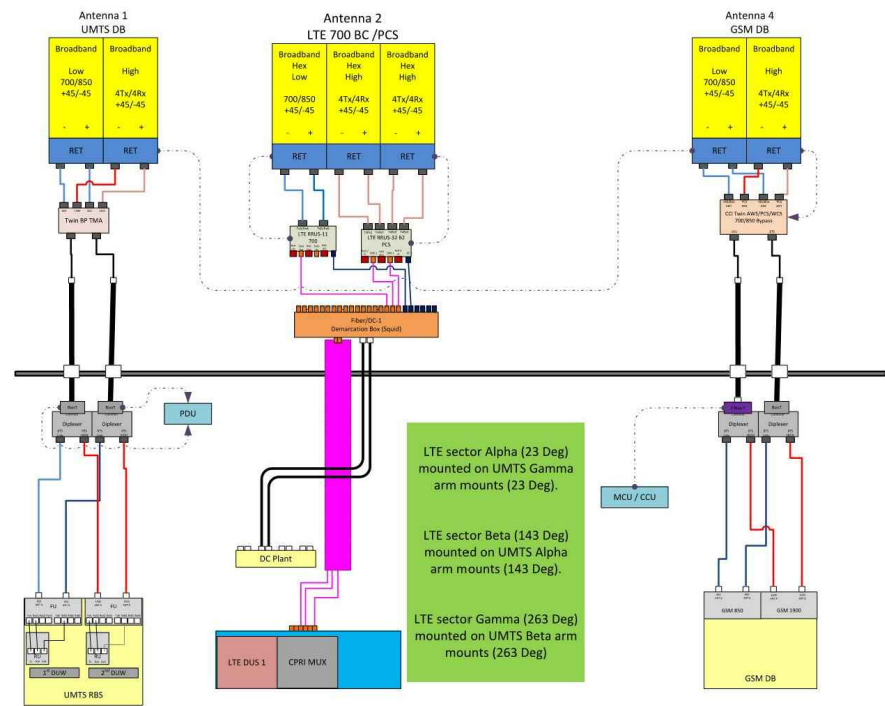 Antenna 1
UMTS DB
Antenna 2
LTE 700 BC /PCS
Antenna 4
GSM DB
Broadband
Low
700/850
+45/-45
- +
Broadband
High
4Tx/4Rx
+45/-45
RET
RET
Broadband
Hex
Low
700/850
+45/-45
- +
Broadband
Hex
High
4Tx/4Rx
+45/-45
Broadband
Hex
High
4Tx/4Rx
+45/-45
RET
RET
RET
Broadband
Low
700/850
+45/-45
- +
Broadband
High
4Tx/4Rx
+45/-45
RET
RET
Twin BP TMA
LTE RRUS-11
700
LTE RRUS-32 B2
PCS
CCI Twin AWS/PCS/WCS
700/850 Bypass
Fiber/DC-1
Demarcation Box (Squid)
BiasT
BiasT
Diplexer
Diplexer
PDU
BiasT
Diplexer
Diplexer
MCU / CCU
LTE sector Alpha (23 Deg)
mounted on UMTS Gamma
arm mounts (23 Deg).
LTE sector Beta (143 Deg)
mounted on UMTS Alpha
arm mounts (143 Deg).
LTE sector Gamma (263 Deg)
mounted on UMTS Beta arm
mounts (263 Deg)
DC Plant
FU
FU
RU
RU
1st DUW
2nd DUW
UMTS RBS
LTE DUS 1
CPRI MUX
GSM 850
GSM 1900
GSM DB